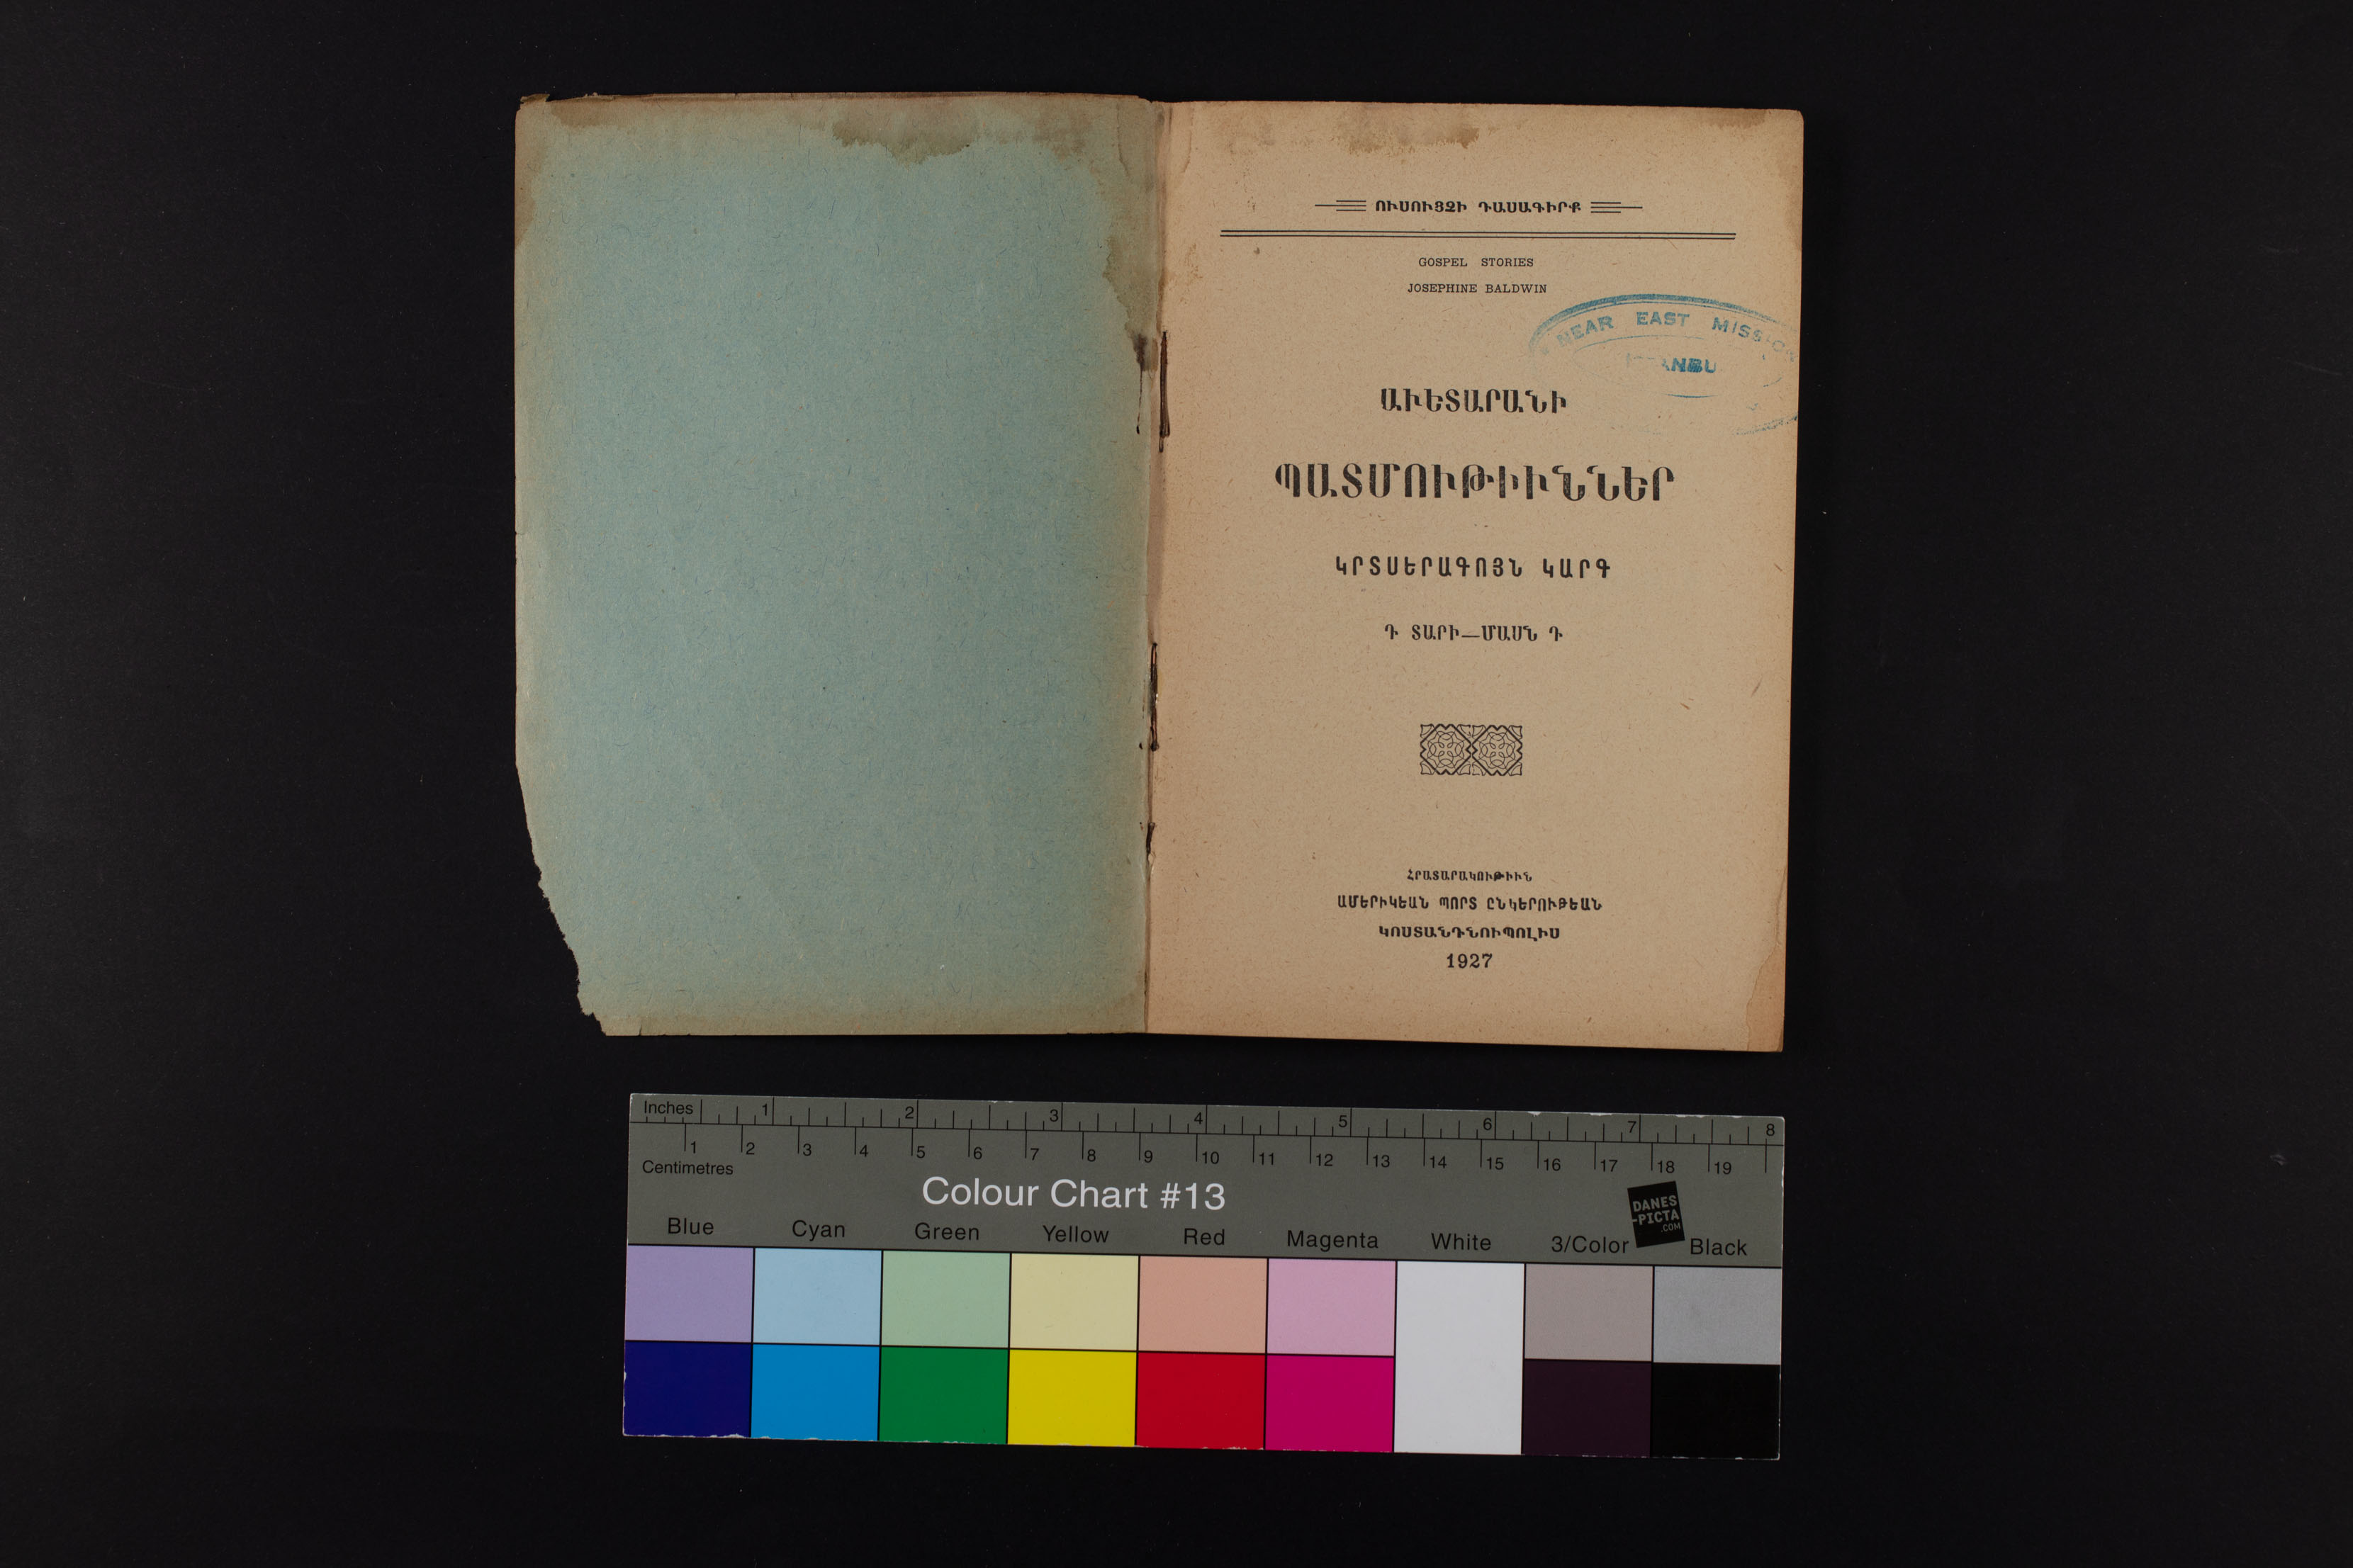 ՈՒՍՈՒՑՉԻ ԴԱՍԱԳԻՐՔ
GOSPEL STORIES
JOSEPHINE BALDWIN
NEAR EAST MISSION
ԱՒԵՏԱՐԱՆԻ
ՊԱՏՄՈՒԹԻՒՆՆԵՐ
ԿՐՏՍԵՐԱԳՈՅՆ ԿԱՐԳ
Դ ՏԱՐԻ—ՄԱՍՆ Դ
ՀՐԱՏԱՐԱԿՈՒԹԻՒՆ
ԱՄԵՐԻԿԵԱՆ ՊՈՐՏ ԸՆԿԵՐՈՒԹԵԱՆ
ԿՈՍՏԱՆԴՆՈՒՊՈԼԻՍ
1927
Inches 1 2 3 4 5 6 7 8
1 2 3 4 5 6 7 8 9 10 11 12 13 14 15 16 17 18 19
Centimetres
Colour Chart #13
DANES
-PICTA
.COM
Blue Cyan Green Yellow Red Magenta White 3/Color Black